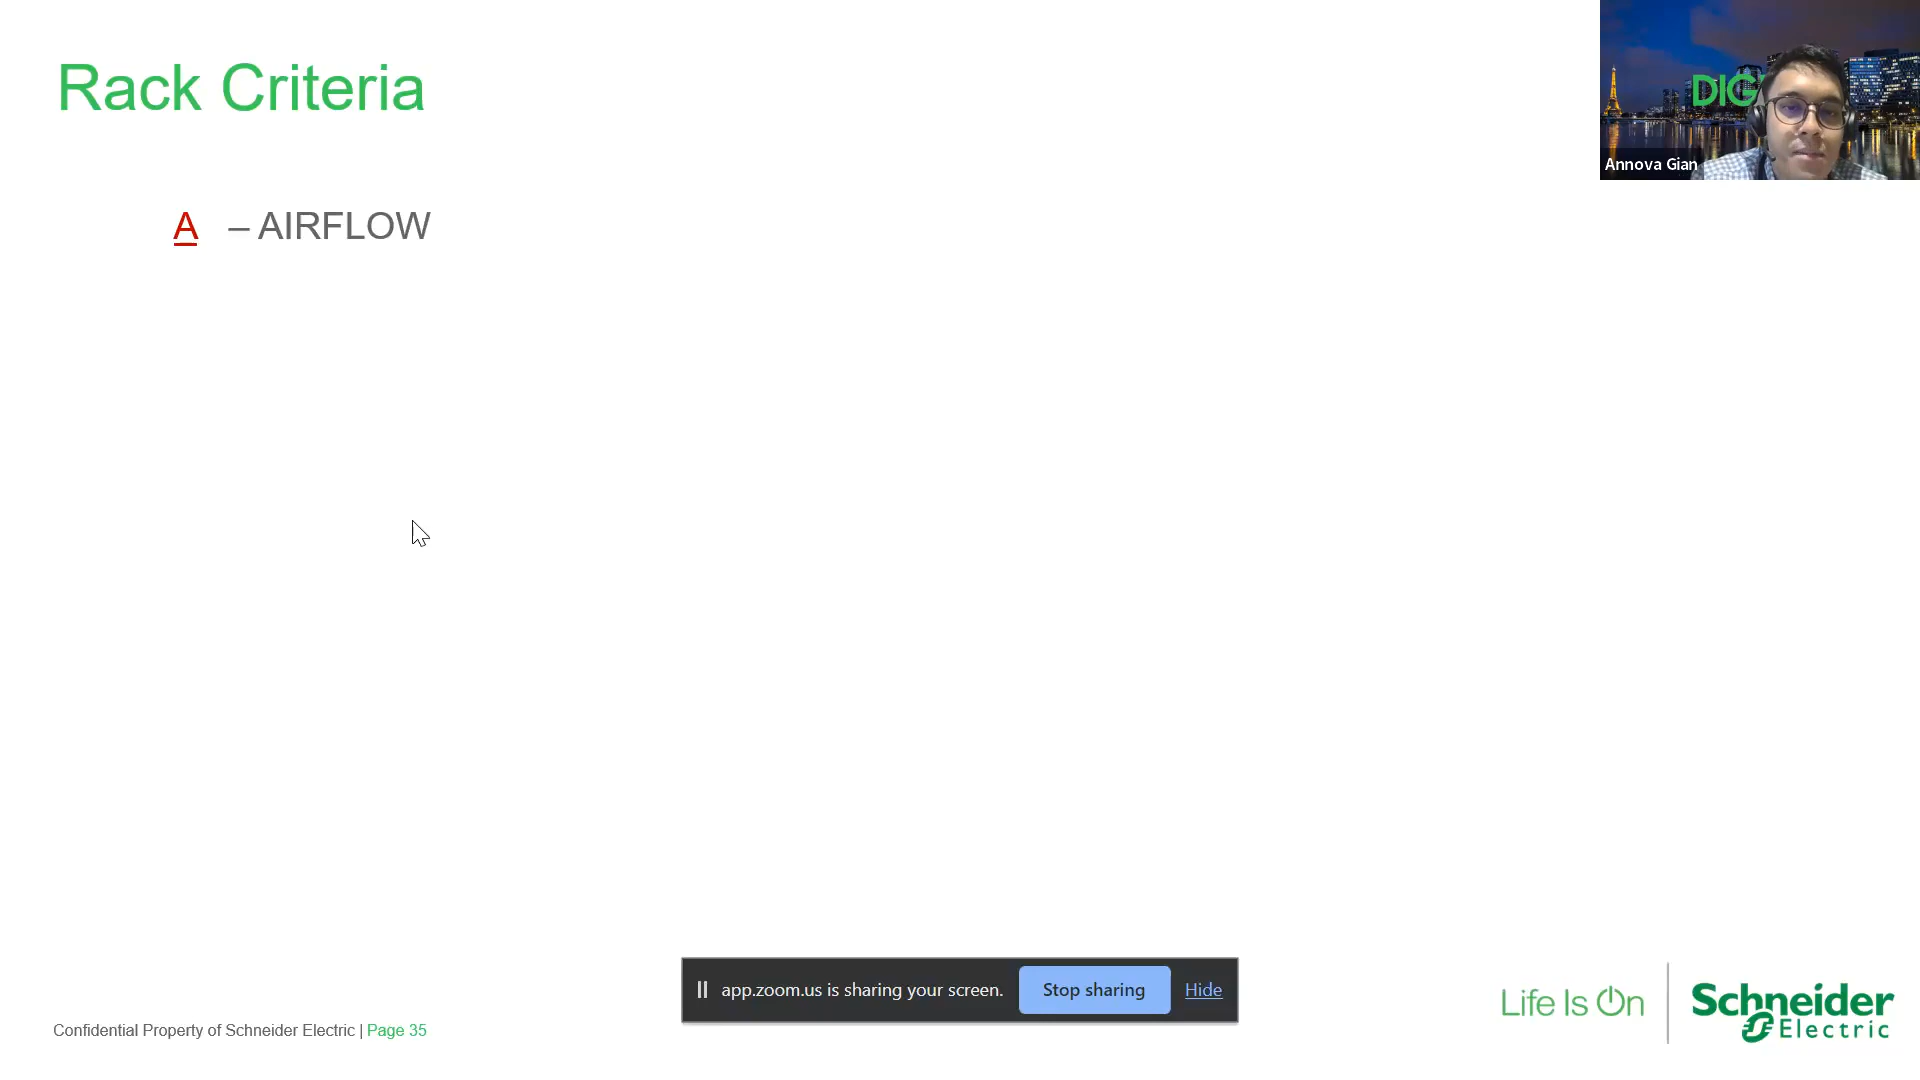 Rack Criteria
DIG
Annova Gian
A – AIRFLOW
app.zoom.us is sharing your screen. Stop sharing Hide
Life Is On
Schneider
Electric
Confidential Property of Schneider Electric | Page 35